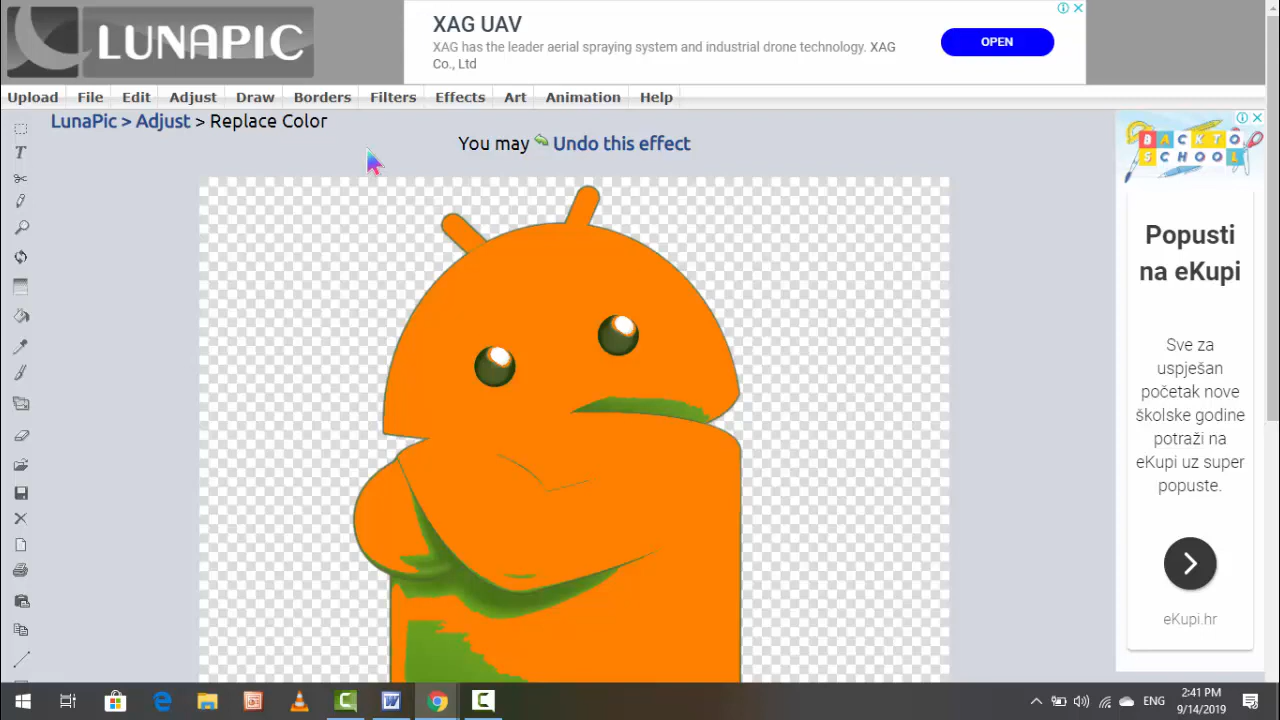 LUNAPIC
XAG UAV
XAG has the leader aerial spraying system and industrial drone technology. XAG
Co., Ltd
OPEN
Upload File Edit Adjust Draw Borders Filters Effects Art Animation Help
LunaPic > Adjust > Replace Color
You may Undo this effect
BACK TO
SCHOOL
Popusti
na eKupi
Sve za
uspješan
početak nove
školske godine
potraži na
eKupi uz super
popuste.
eKupi.hr
ENG
2:41 PM
9/14/2019